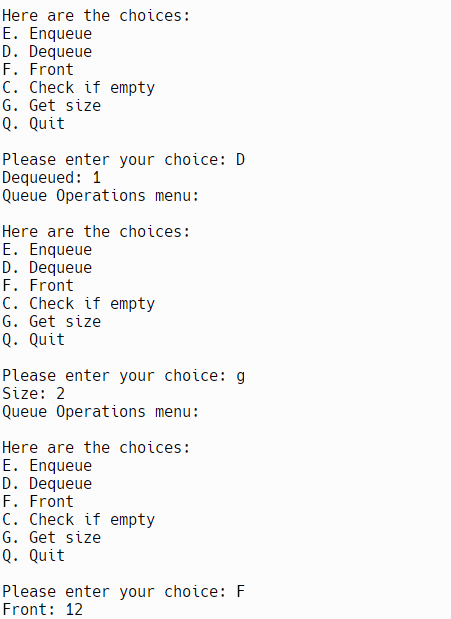 Here are the choices:
E. Enqueue
D. Dequeue
F. Front
C. Check if empty
G. Get size
Q. Quit
Please enter your choice: D
Dequeued: 1
Queue Operations menu:
Here are the choices:
E. Enqueue
D. Dequeue
F. Front
C. Check if empty
G. Get size
Q. Quit
Please enter your choice: g
Size: 2
Queue Operations menu:
Here are the choices:
E. Enqueue
D. Dequeue
F. Front
C. Check if empty
G. Get size
Q. Quit
Please enter your choice: F
Front: 12